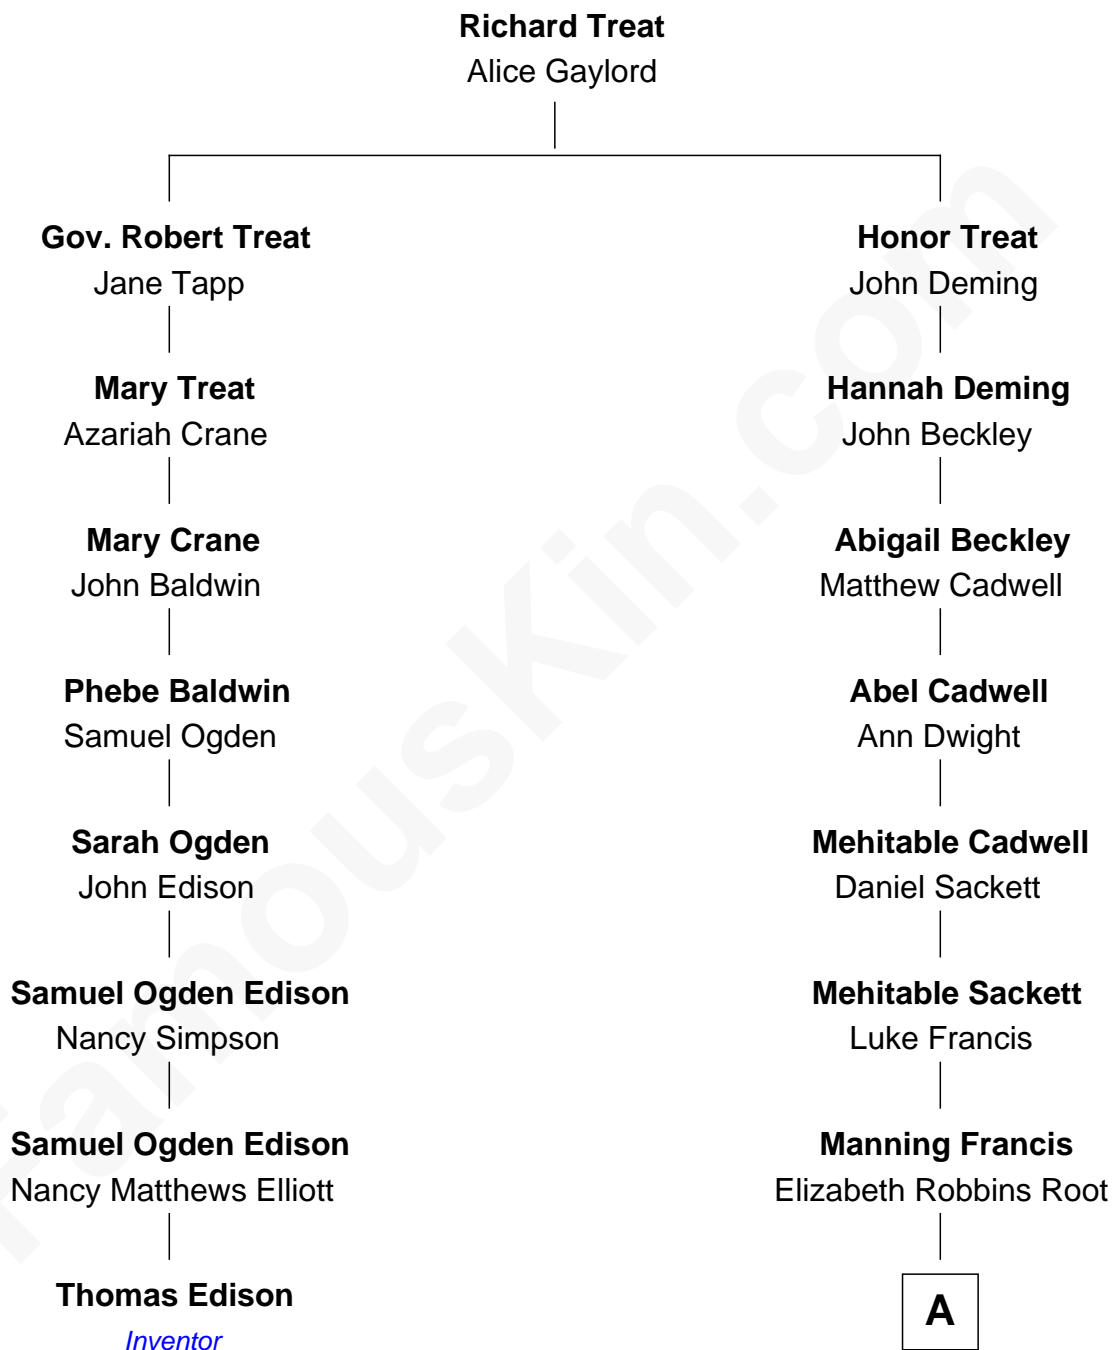 Richard Treat
Alice Gaylord
Gov. Robert Treat
Jane Tapp
Honor Treat
John Deming
Mary Treat
Azariah Crane
Hannah Deming
John Beckley
Mary Crane
John Baldwin
Abigail Beckley
Matthew Cadwell
Phebe Baldwin
Samuel Ogden
Abel Cadwell
Ann Dwight
Sarah Ogden
John Edison
Mehitable Cadwell
Daniel Sackett
Samuel Ogden Edison
Nancy Simpson
Mehitable Sackett
Luke Francis
Samuel Ogden Edison
Nancy Matthews Elliott
Manning Francis
Elizabeth Robbins Root
Thomas Edison
Inventor
A
FamousKin.com